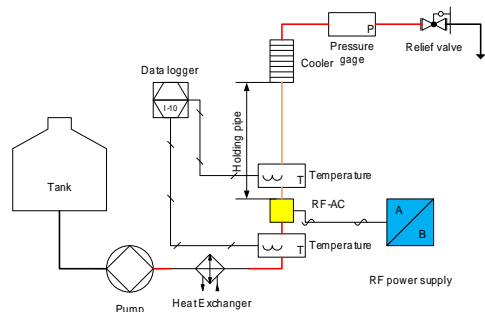 P
Pressure
gage
Relief valve
Cooler
Data logger
I-10
Holding pipe
Tank
T
Temperature
RF-AC
A
B
T
Temperature
RF power supply
Heat Exchanger
Pump